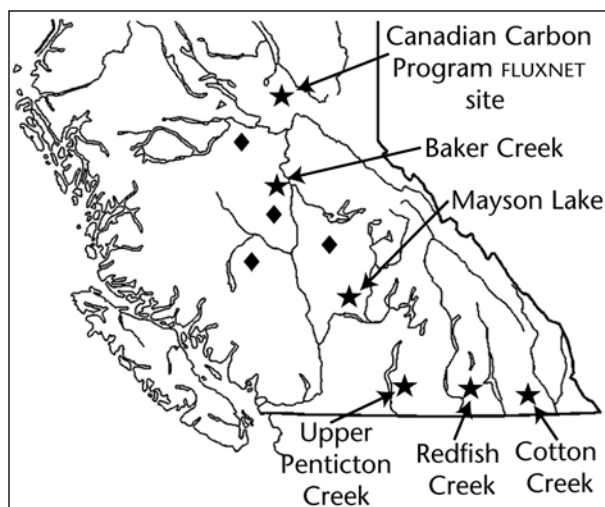 Canadian Carbon
Program FLUXNET
site
Baker Creek
Mayson Lake
Upper
Penticton
Creek
Redfish
Creek
Cotton
Creek